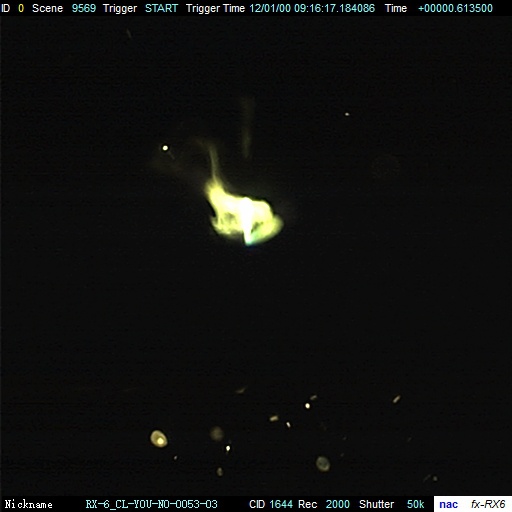 ID 0 Scene 9569 Trigger START Trigger Time 12/01/00 09:16:17.184086 Time +00000.613500
Nickname RX-6_CL-YOU-NO-0053-03 CID 1644 Rec 2000 Shutter 50k nac fx-RX6